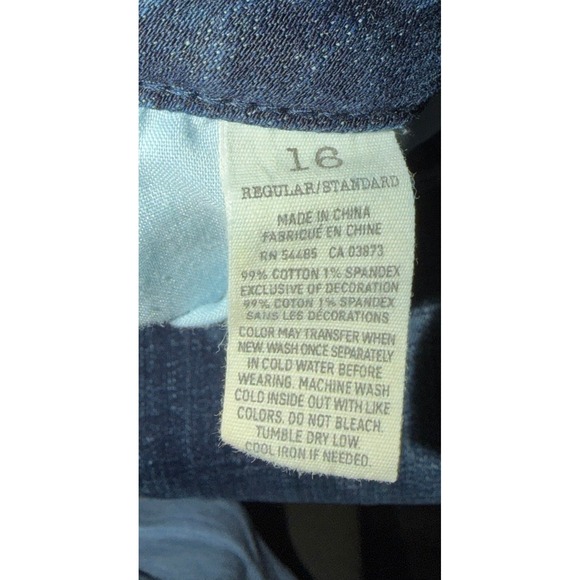 16
REGULAR/STANDARD
MADE IN CHINA
FABRIQUÉ EN CHINE
RN 54485 CA 03873
99% COTTON 1% SPANDEX
EXCLUSIVE OF DECORATION
99% COTON 1% SPANDEX
SANS LES DÉCORATIONS
COLOR MAY TRANSFER WHEN
NEW. WASH ONCE SEPARATELY
IN COLD WATER BEFORE
WEARING. MACHINE WASH
COLD INSIDE OUT WITH LIKE
COLORS. DO NOT BLEACH.
TUMBLE DRY LOW.
COOL IRON IF NEEDED.